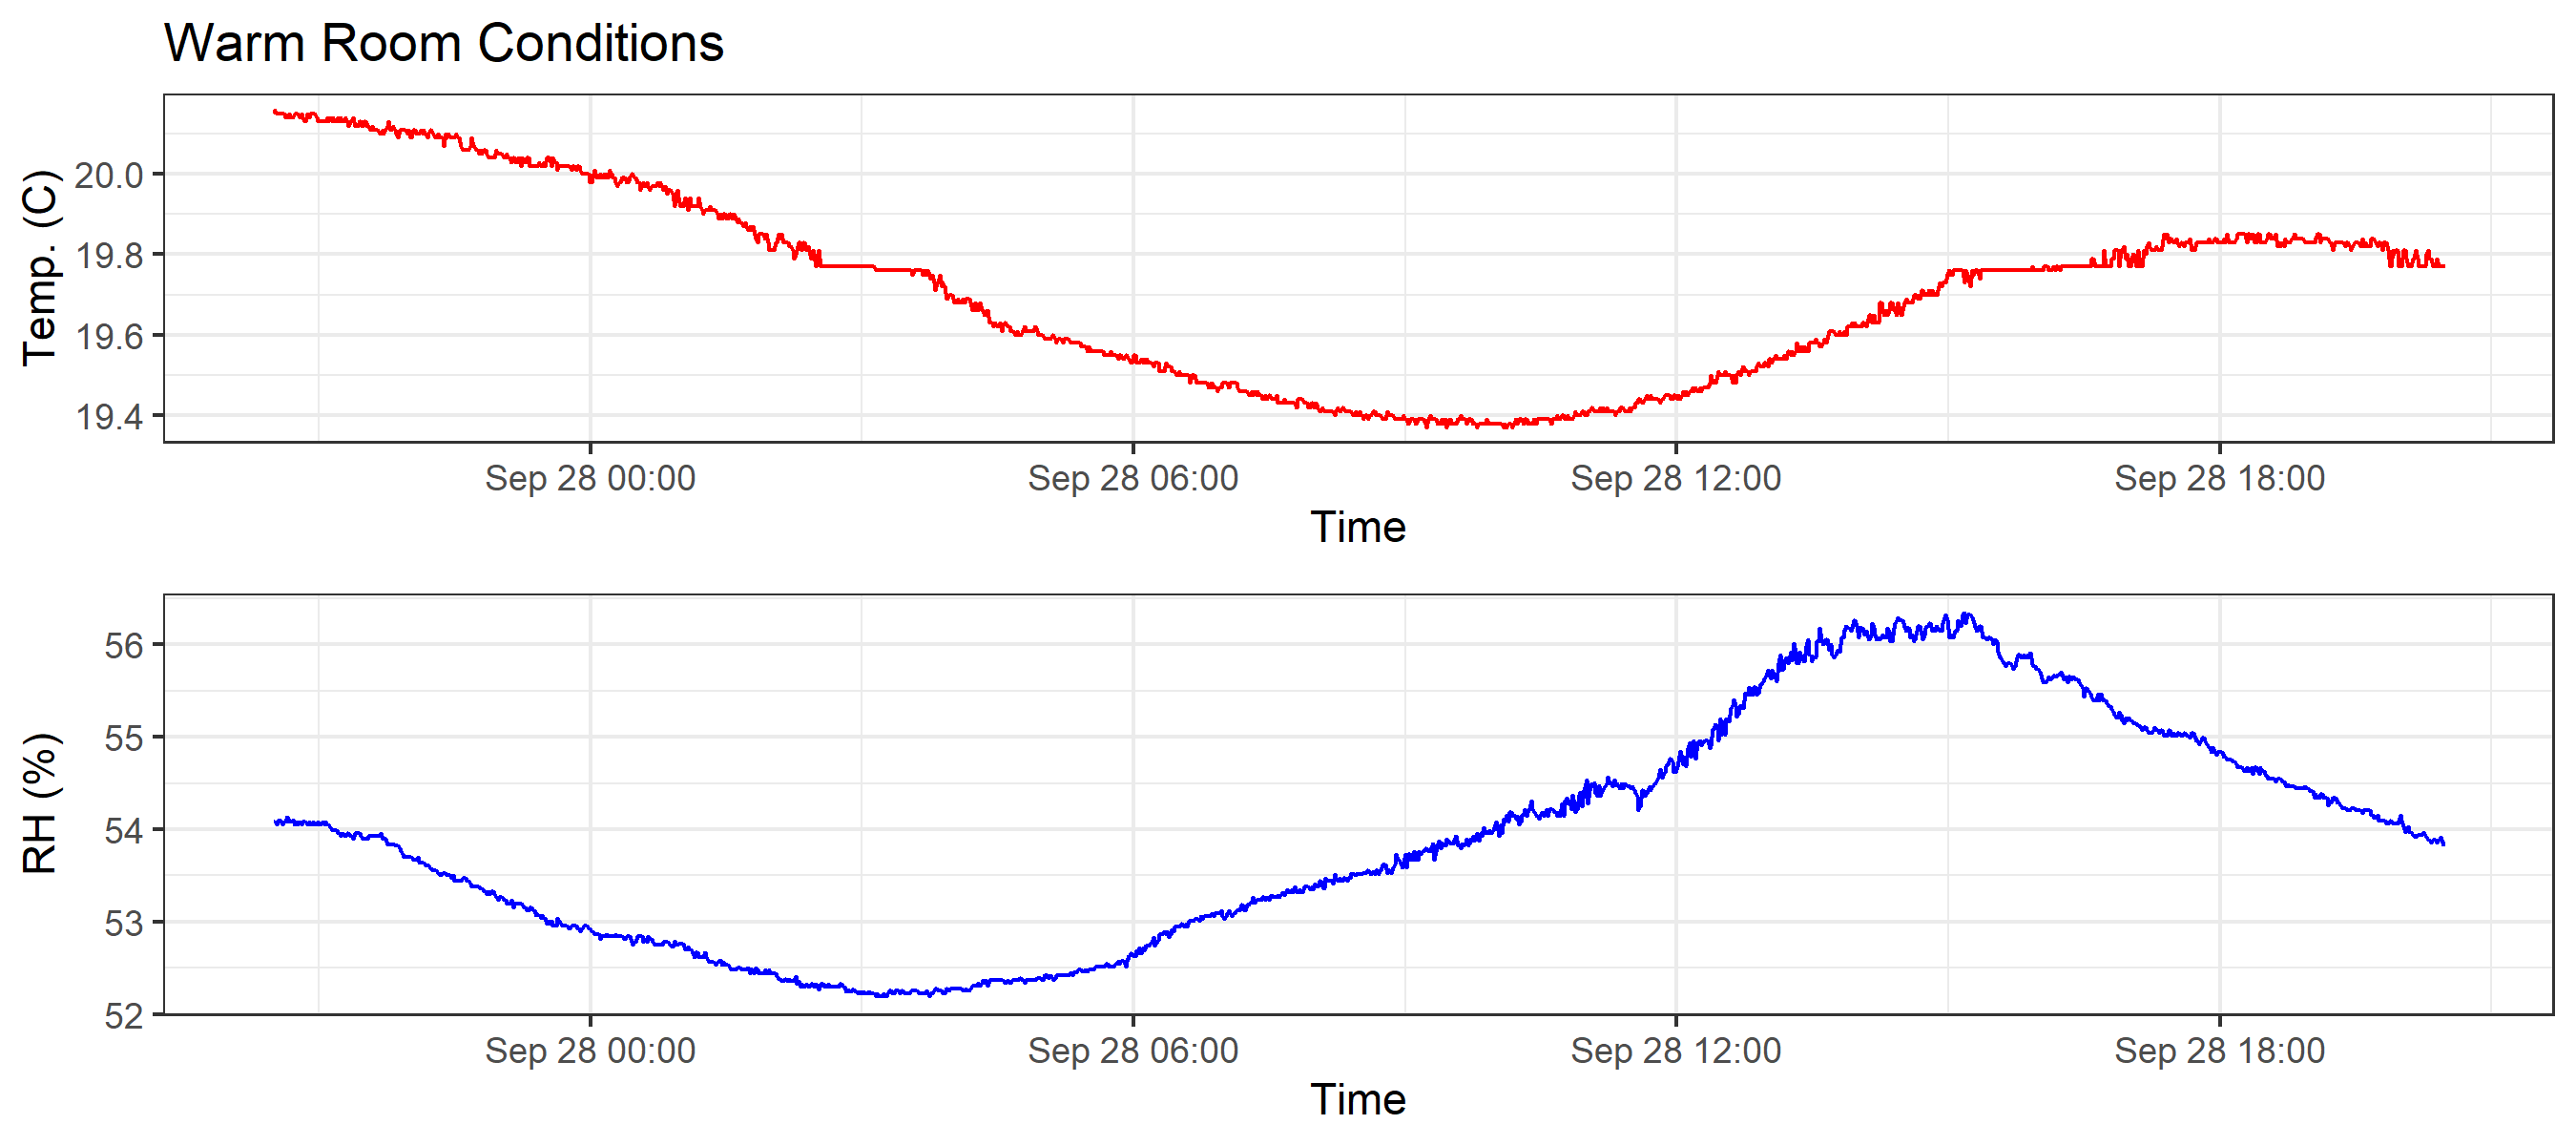 Warm Room Conditions
Temp. (C)
20.0
19.8
19.6
19.4
Sep 28 00:00 Sep 28 06:00 Sep 28 12:00 Sep 28 18:00
Time
RH (%)
56
55
54
53
52
Sep 28 00:00 Sep 28 06:00 Sep 28 12:00 Sep 28 18:00
Time